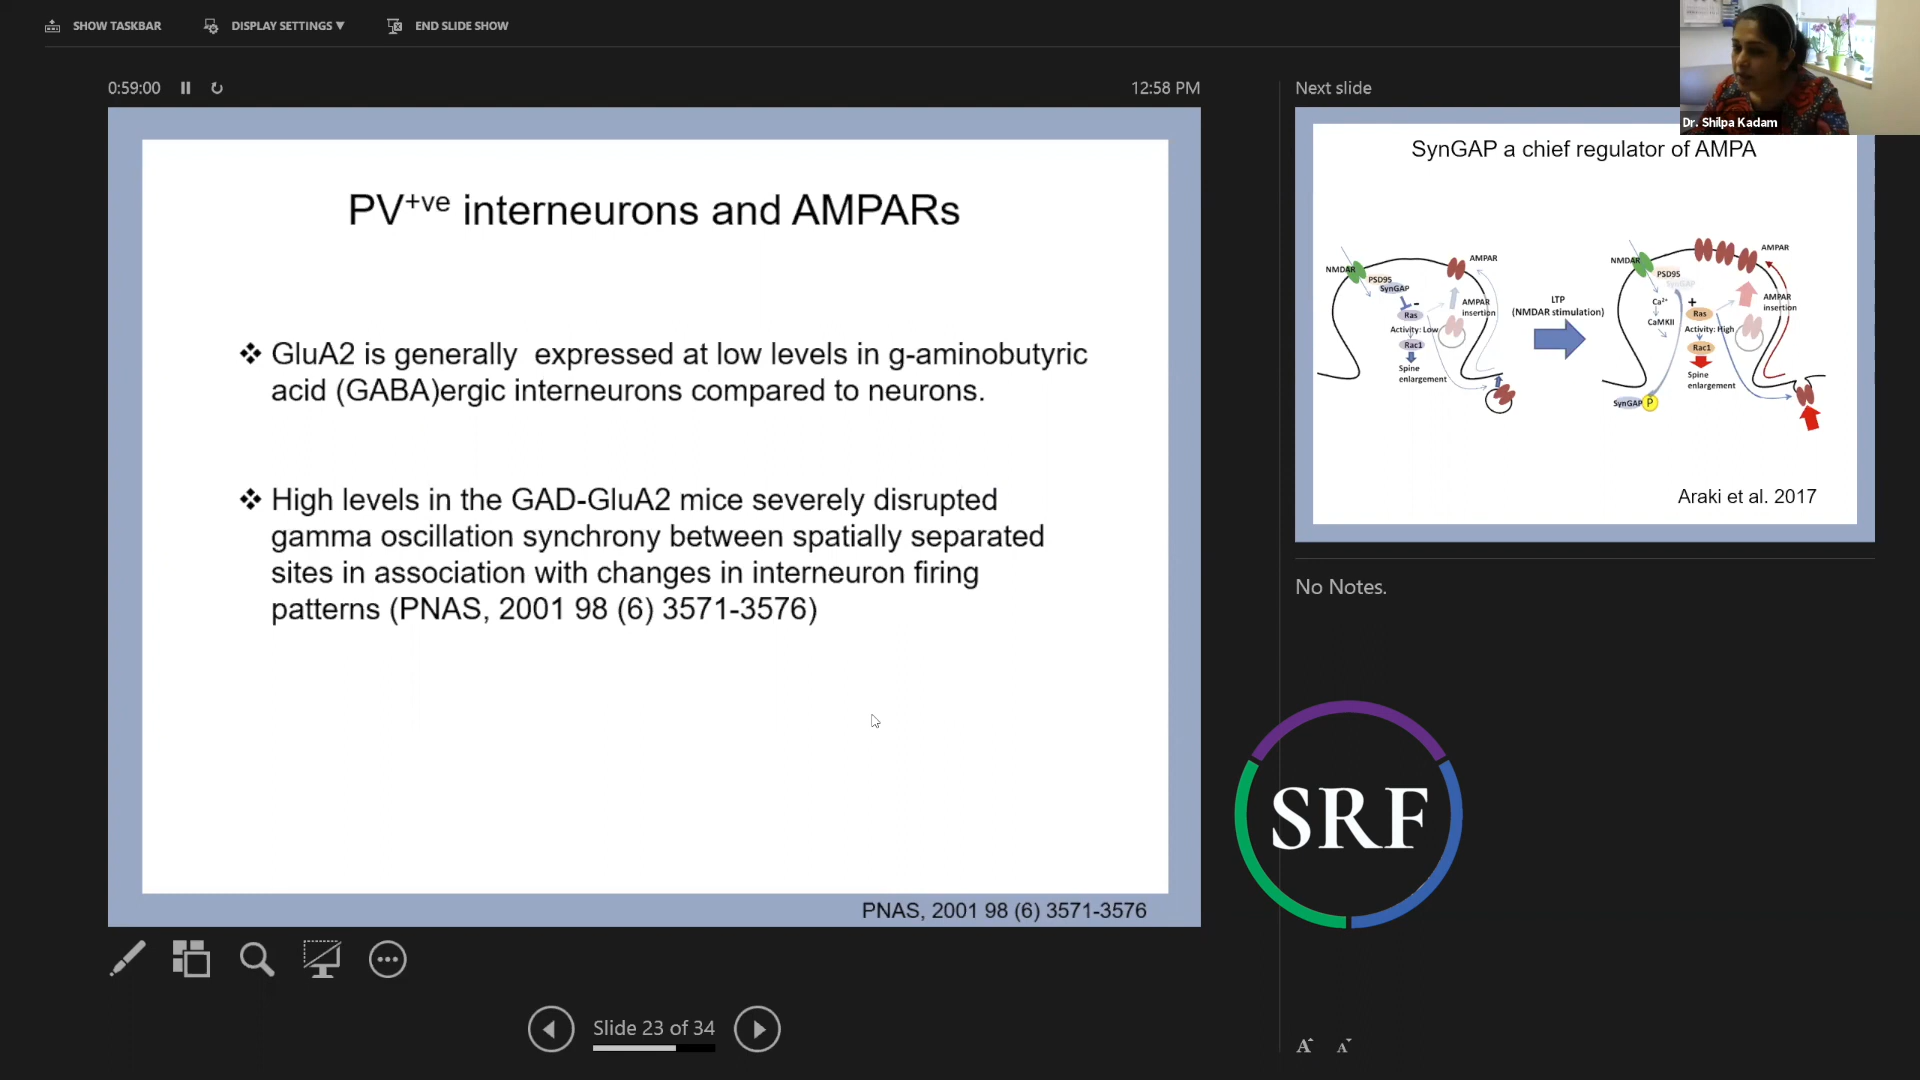 SHOW TASKBAR
DISPLAY SETTINGS ▼
END SLIDE SHOW
0:59:00
12:58 PM
PV+ve interneurons and AMPARs
❖ GluA2 is generally  expressed at low levels in g-aminobutyric
acid (GABA)ergic interneurons compared to neurons.
❖ High levels in the GAD-GluA2 mice severely disrupted
gamma oscillation synchrony between spatially separated
sites in association with changes in interneuron firing
patterns (PNAS, 2001 98 (6) 3571-3576)
PNAS, 2001 98 (6) 3571-3576
Slide 23 of 34
Next slide
Dr. Shilpa Kadam
SynGAP a chief regulator of AMPA
NMDAR
PSD95
SynGAP
-
Ras
Activity: Low
Rac1
Spine
enlargement
AMPAR
AMPAR
insertion
LTP
(NMDAR stimulation)
NMDAR
PSD95
SynGAP
Ca2+
CaMKII
+
Ras
Activity: High
Rac1
Spine
enlargement
AMPAR
AMPAR
insertion
SynGAP P
Araki et al. 2017
No Notes.
SRF
A A